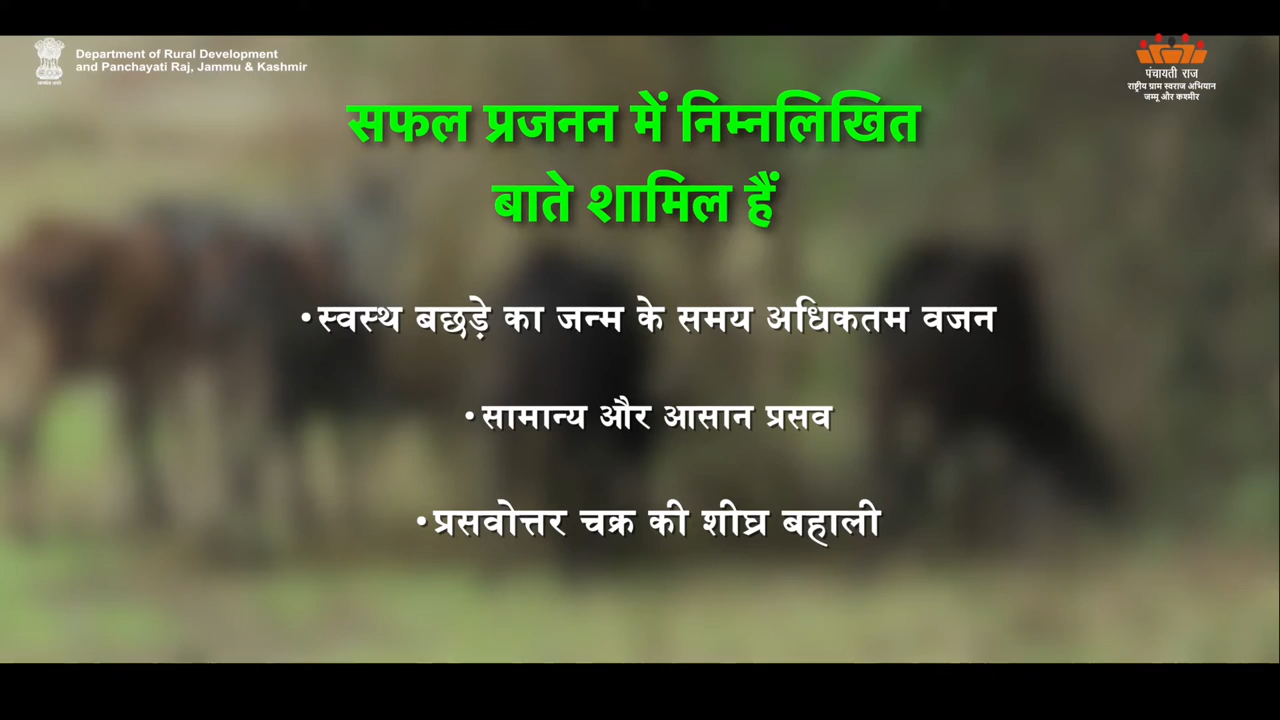 Department of Rural Development
and Panchayati Raj, Jammu & Kashmir
पंचायती राज
राष्ट्रीय ग्राम स्वराज अभियान
जम्मू और कश्मीर
सफल प्रजनन में निम्नलिखित
बाते शामिल हैं
•स्वस्थ बछड़े का जन्म के समय अधिकतम वजन
•सामान्य और आसान प्रसव
•प्रसवोत्तर चक्र की शीघ्र बहाली